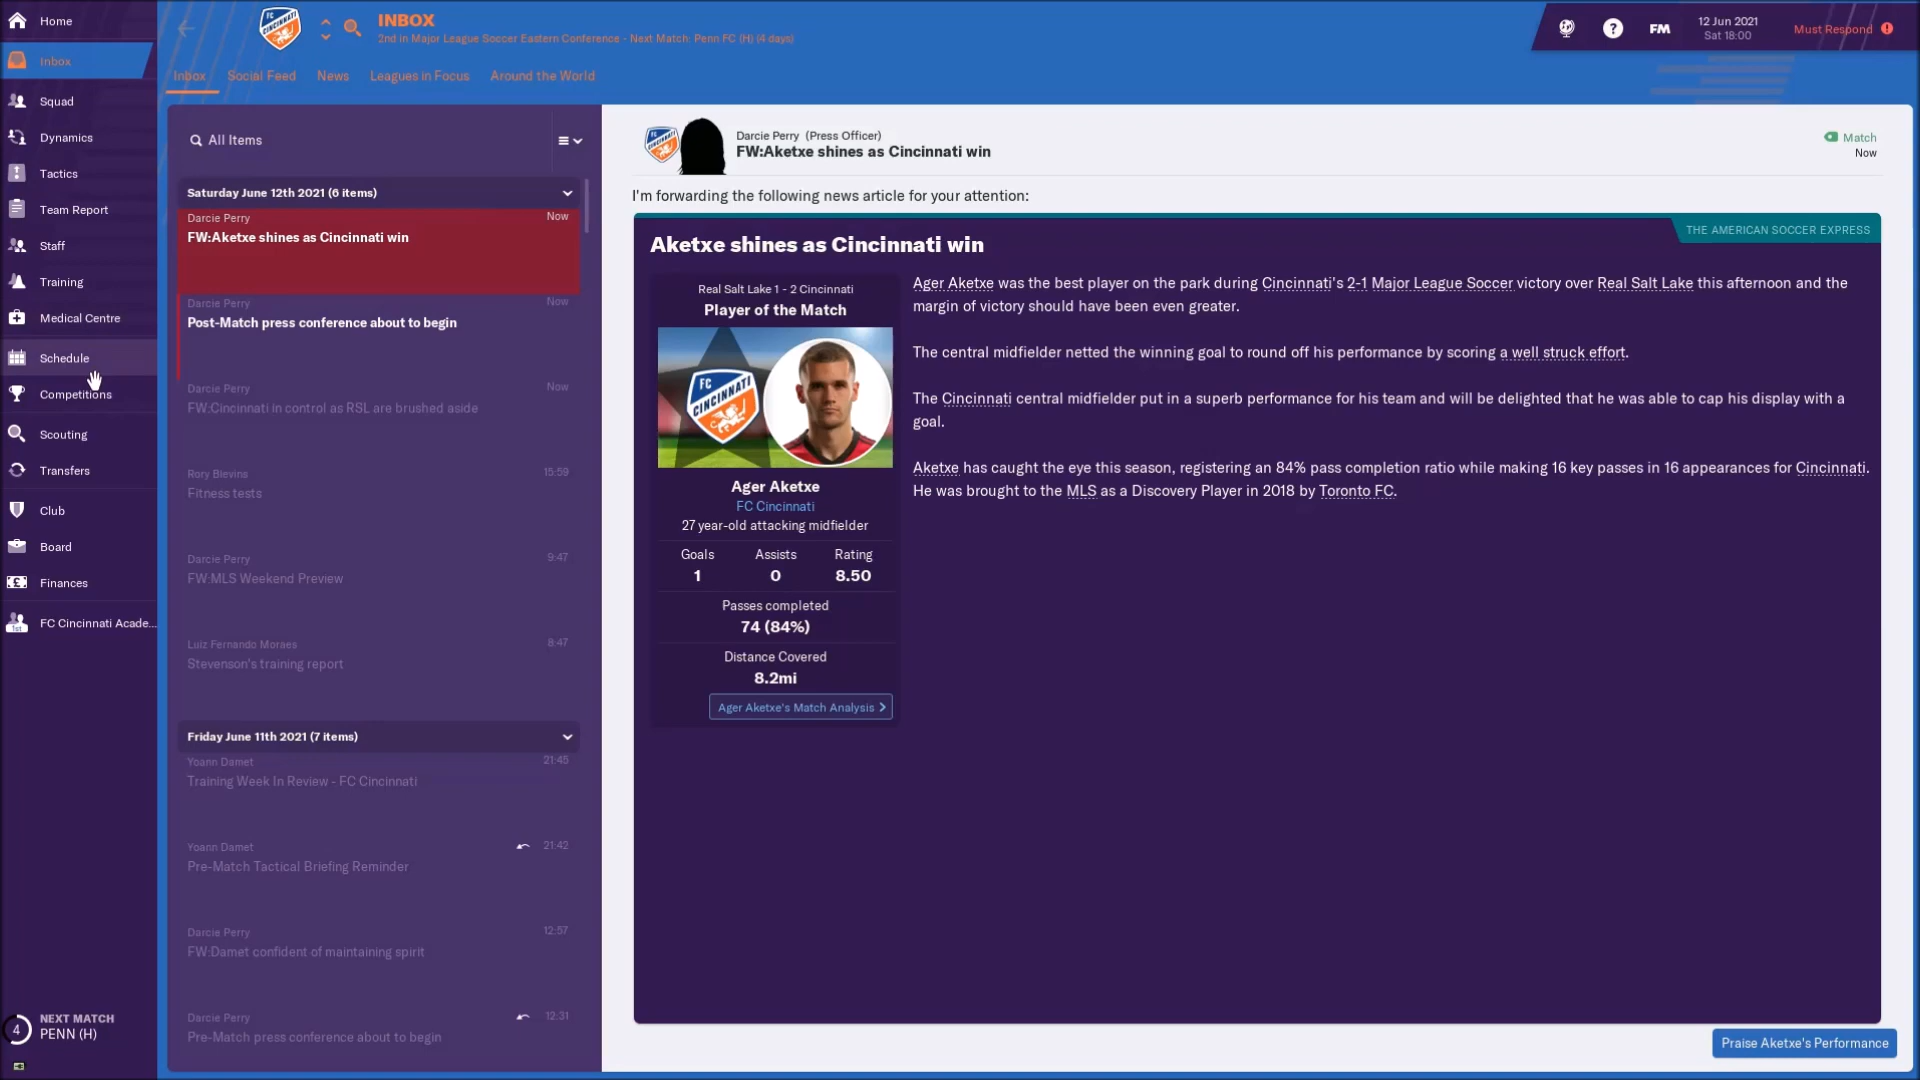 Home
Inbox
Squad
Dynamics
Tactics
Team Report
Staff
Training
Medical Centre
Schedule
Competitions
Scouting
Transfers
Club
Board
Finances
1st FC Cincinnati Acade...
4 NEXT MATCH
PENN (H)
FC CINCINNATI
INBOX
2nd in Major League Soccer Eastern Conference - Next Match: Penn FC (H) (4 days)
FM
12 Jun 2021
Sat 18:00
Must Respond
Inbox Social Feed News Leagues in Focus Around the World
All Items
Saturday June 12th 2021 (6 items)
Darcie Perry Now
FW:Aketxe shines as Cincinnati win
Darcie Perry Now
Post-Match press conference about to begin
Darcie Perry Now
FW:Cincinnati in control as RSL are brushed aside
Rory Blevins 15:59
Fitness tests
Darcie Perry 9:47
FW:MLS Weekend Preview
Luiz Fernando Moraes 8:47
Stevenson's training report
Friday June 11th 2021 (7 items)
Yoann Damet 21:45
Training Week In Review - FC Cincinnati
Yoann Damet 21:42
Pre-Match Tactical Briefing Reminder
Darcie Perry 12:57
FW:Damet confident of maintaining spirit
Darcie Perry 12:31
Pre-Match press conference about to begin
Darcie Perry (Press Officer)
FW:Aketxe shines as Cincinnati win
Match
Now
I'm forwarding the following news article for your attention:
THE AMERICAN SOCCER EXPRESS
Aketxe shines as Cincinnati win
Real Salt Lake 1 - 2 Cincinnati
Player of the Match
FC CINCINNATI
Ager Aketxe
FC Cincinnati
27 year-old attacking midfielder
Goals Assists Rating
1 0 8.50
Passes completed
74 (84%)
Distance Covered
8.2mi
Ager Aketxe's Match Analysis
Ager Aketxe was the best player on the park during Cincinnati's 2-1 Major League Soccer victory over Real Salt Lake this afternoon and the
margin of victory should have been even greater.
The central midfielder netted the winning goal to round off his performance by scoring a well struck effort.
The Cincinnati central midfielder put in a superb performance for his team and will be delighted that he was able to cap his display with a
goal.
Aketxe has caught the eye this season, registering an 84% pass completion ratio while making 16 key passes in 16 appearances for Cincinnati.
He was brought to the MLS as a Discovery Player in 2018 by Toronto FC.
Praise Aketxe's Performance